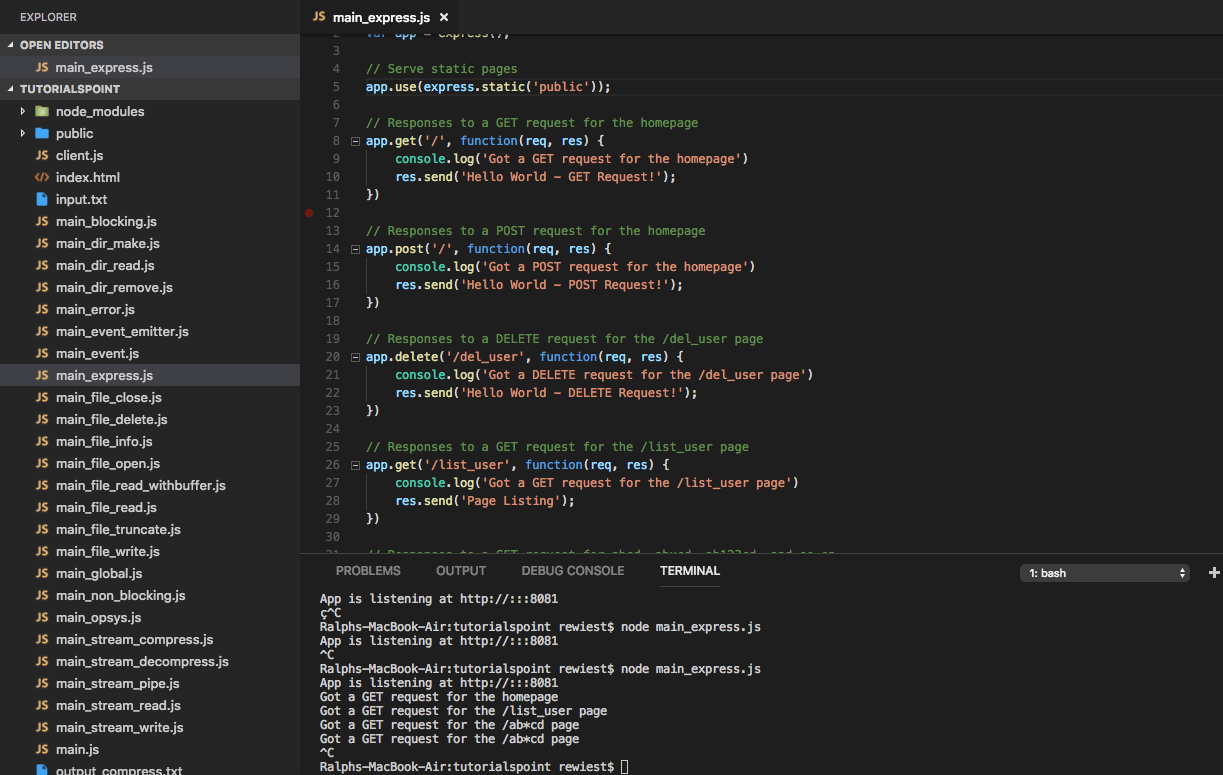 EXPLORER
OPEN EDITORS
JS main_express.js
TUTORIALSPOINT
node_modules
public
JS client.js
</> index.html
input.txt
JS main_blocking.js
JS main_dir_make.js
JS main_dir_read.js
JS main_dir_remove.js
JS main_error.js
JS main_event_emitter.js
JS main_event.js
JS main_express.js
JS main_file_close.js
JS main_file_delete.js
JS main_file_info.js
JS main_file_open.js
JS main_file_read_withbuffer.js
JS main_file_read.js
JS main_file_truncate.js
JS main_file_write.js
JS main_global.js
JS main_non_blocking.js
JS main_opsys.js
JS main_stream_compress.js
JS main_stream_decompress.js
JS main_stream_pipe.js
JS main_stream_read.js
JS main_stream_write.js
JS main.js
output_compress.txt
JS main_express.js ×
2 var app = express();
3
4 // Serve static pages
5 app.use(express.static('public'));
6
7 // Responses to a GET request for the homepage
8 app.get('/', function(req, res) {
9 console.log('Got a GET request for the homepage')
10 res.send('Hello World - GET Request!');
11 })
12
13 // Responses to a POST request for the homepage
14 app.post('/', function(req, res) {
15 console.log('Got a POST request for the homepage')
16 res.send('Hello World - POST Request!');
17 })
18
19 // Responses to a DELETE request for the /del_user page
20 app.delete('/del_user', function(req, res) {
21 console.log('Got a DELETE request for the /del_user page')
22 res.send('Hello World - DELETE Request!');
23 })
24
25 // Responses to a GET request for the /list_user page
26 app.get('/list_user', function(req, res) {
27 console.log('Got a GET request for the /list_user page')
28 res.send('Page Listing');
29 })
30
31 // Responses to a GET request for abcd, abxcd, ab123cd, and so on
PROBLEMS OUTPUT DEBUG CONSOLE TERMINAL 1: bash
App is listening at http://:::8081
ç^C
Ralphs-MacBook-Air:tutorialspoint rewiest$ node main_express.js
App is listening at http://:::8081
^C
Ralphs-MacBook-Air:tutorialspoint rewiest$ node main_express.js
App is listening at http://:::8081
Got a GET request for the homepage
Got a GET request for the /list_user page
Got a GET request for the /ab*cd page
Got a GET request for the /ab*cd page
^C
Ralphs-MacBook-Air:tutorialspoint rewiest$